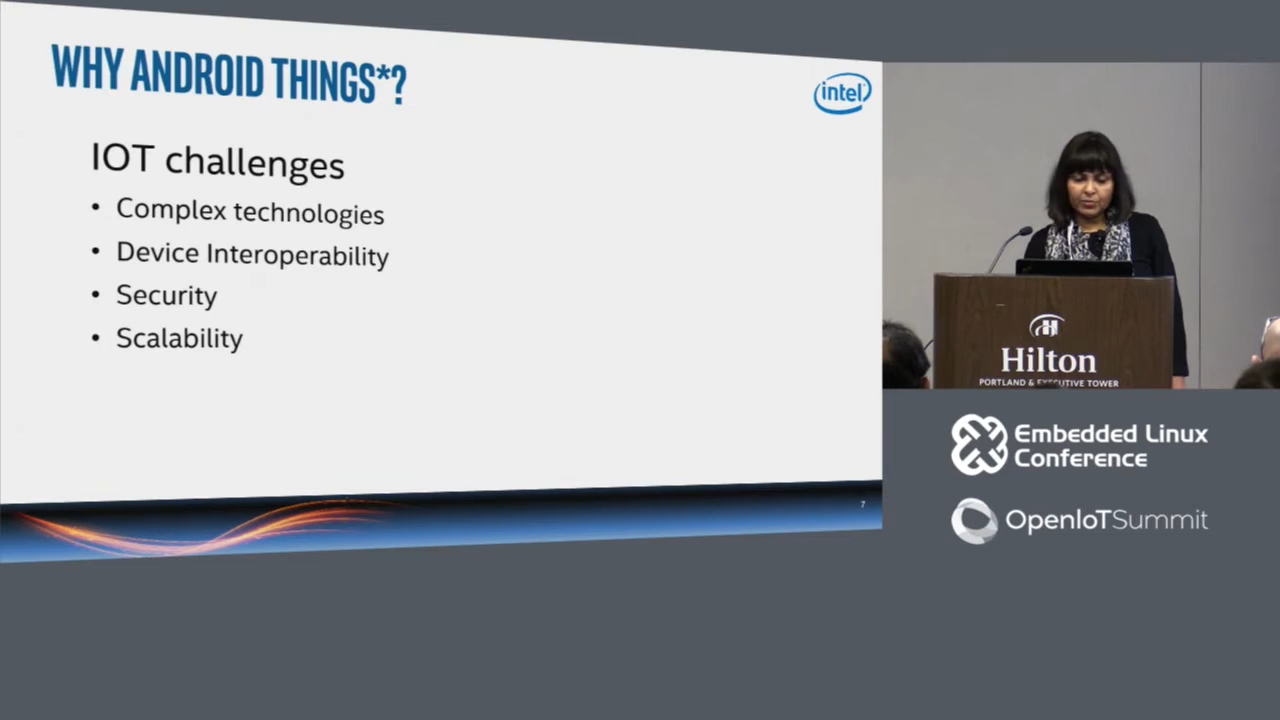 WHY ANDROID THINGS*?
intel
IOT challenges
• Complex technologies
• Device Interoperability
• Security
• Scalability
7
Hilton
PORTLAND & EXECUTIVE TOWER
Embedded Linux
Conference
OpenIoTSummit